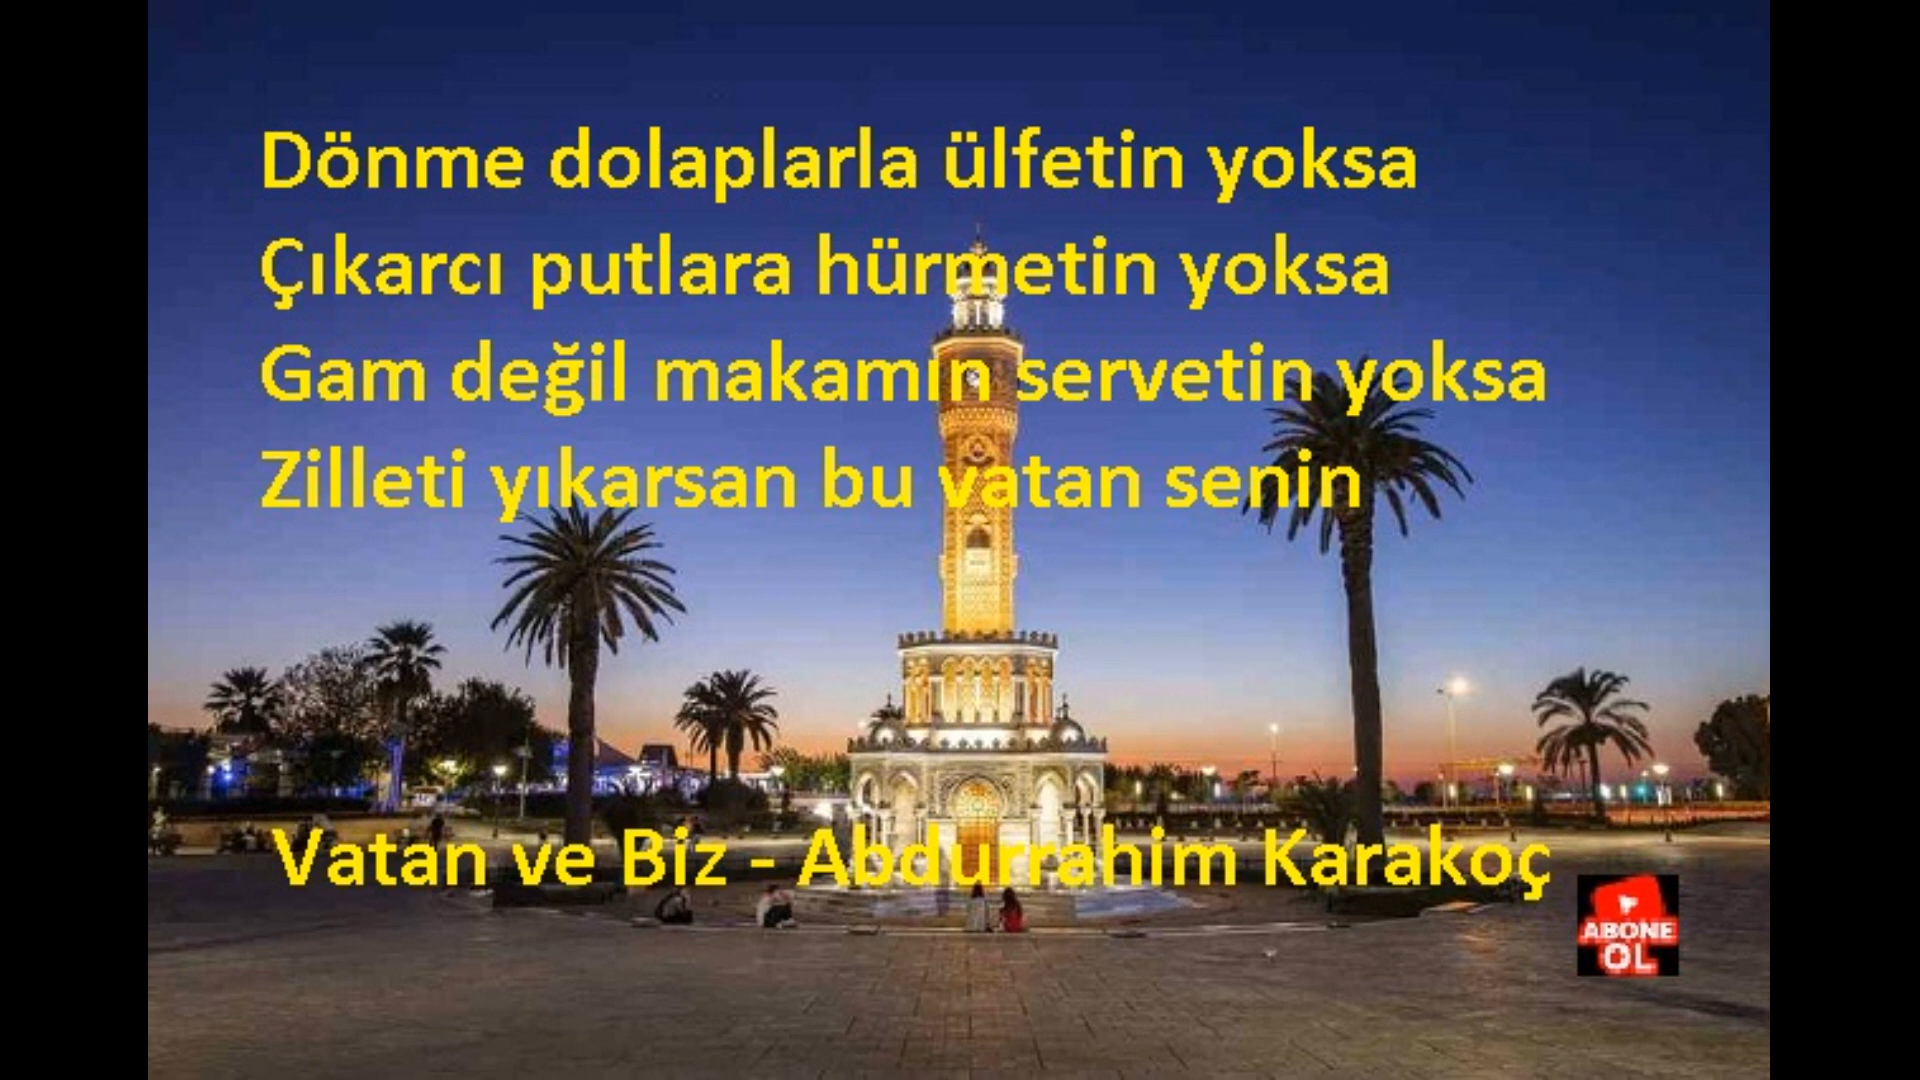 Dönme dolaplarla ülfetin yoksa
Çıkarcı putlara hürmetin yoksa
Gam değil makamın servetin yoksa
Zilleti yıkarsan bu vatan senin
Vatan ve Biz - Abdurrahim Karakoç
ABONE
OL